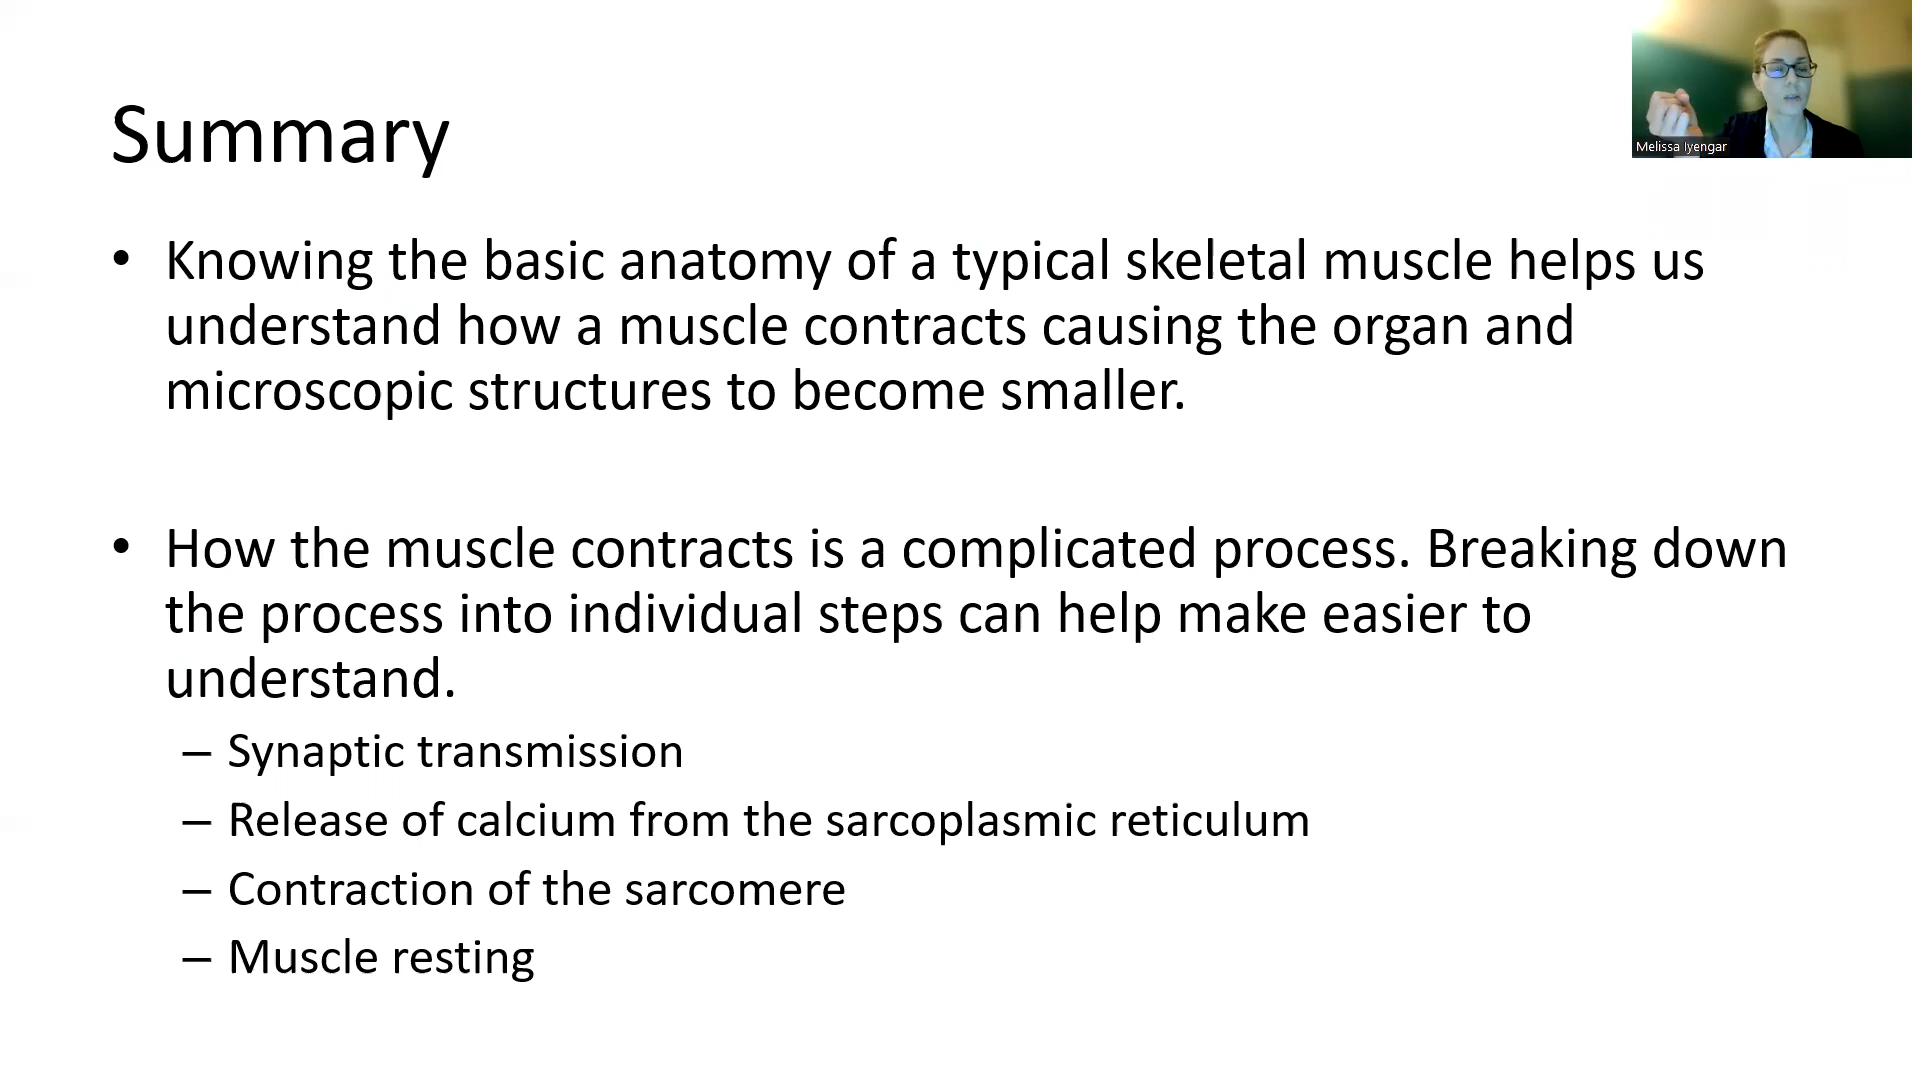 Summary
Melissa Iyengar
• Knowing the basic anatomy of a typical skeletal muscle helps us
understand how a muscle contracts causing the organ and
microscopic structures to become smaller.
• How the muscle contracts is a complicated process. Breaking down
the process into individual steps can help make easier to
understand.
– Synaptic transmission
– Release of calcium from the sarcoplasmic reticulum
– Contraction of the sarcomere
– Muscle resting